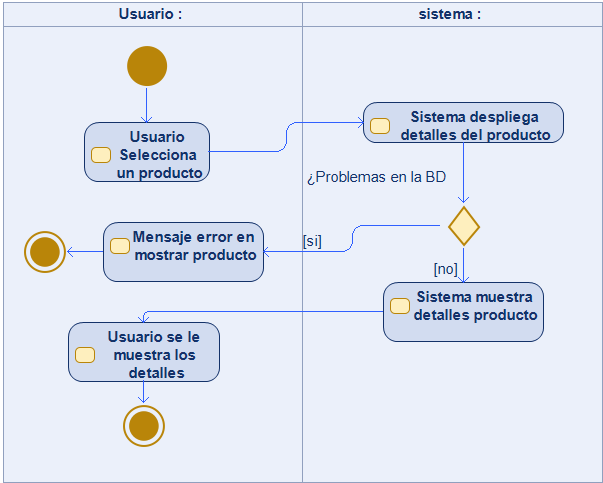 Usuario :
sistema :
Usuario
Selecciona
un producto
Sistema despliega
detalles del producto
¿Problemas en la BD
[si]
Mensaje error en
mostrar producto
[no]
Sistema muestra
detalles producto
Usuario se le
muestra los
detalles